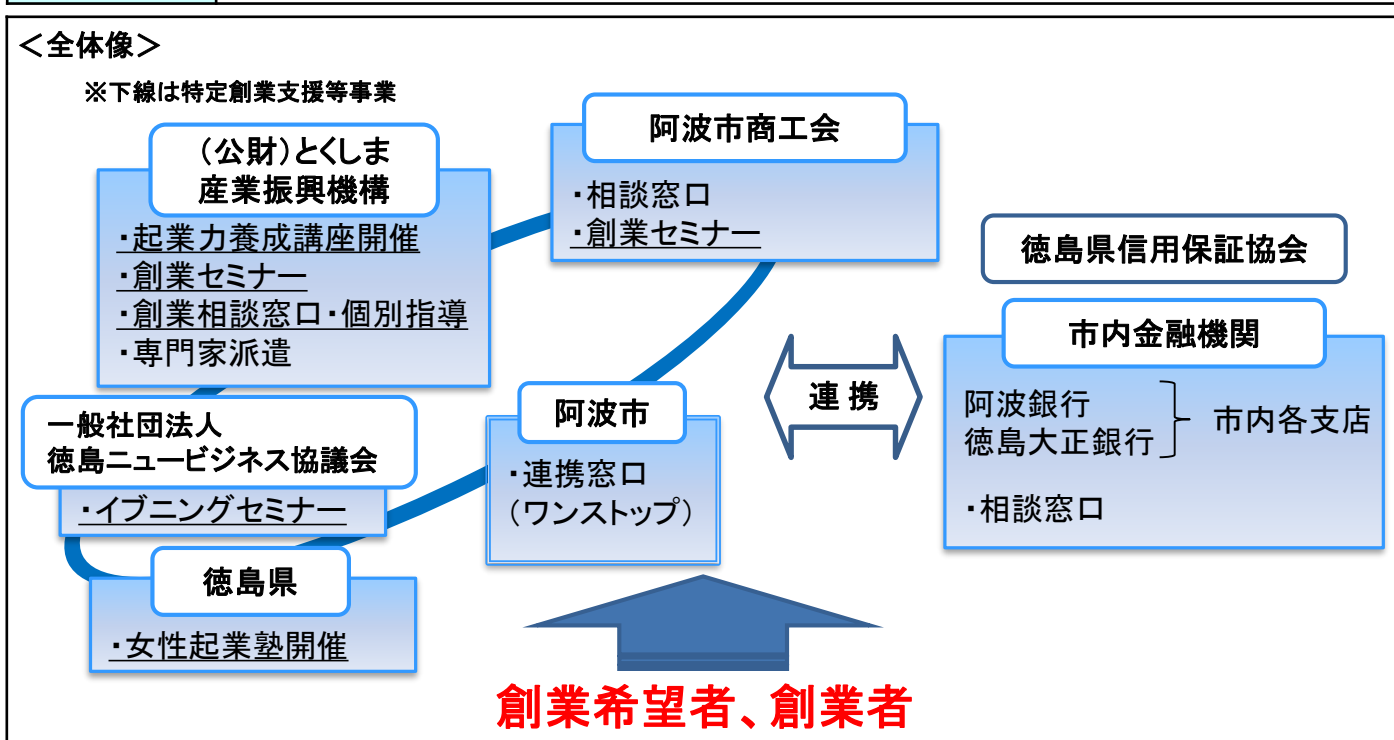 ＜全体像＞
※下線は特定創業支援等事業
（公財）とくしま
産業振興機構
・起業力養成講座開催
・創業セミナー
・創業相談窓口・個別指導
・専門家派遣
阿波市商工会
・相談窓口
・創業セミナー
徳島県信用保証協会
市内金融機関
阿波銀行
徳島大正銀行
市内各支店
・相談窓口
連 携
一般社団法人
徳島ニュービジネス協議会
・イブニングセミナー
阿波市
・連携窓口
（ワンストップ）
徳島県
・女性起業塾開催
創業希望者、創業者